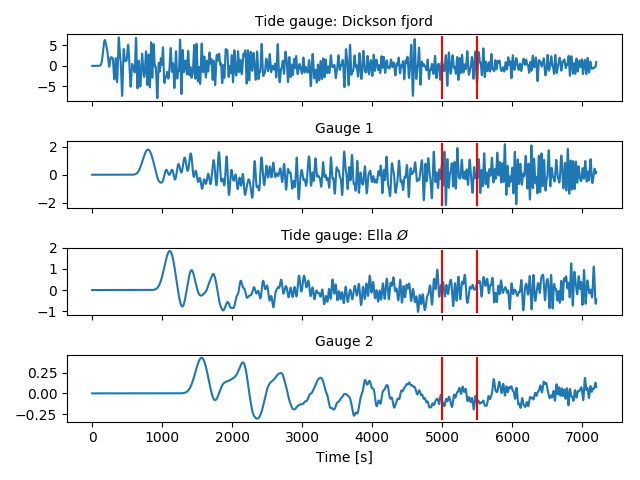 Tide gauge: Dickson fjord
5
0
−5
Gauge 1
2
0
−2
Tide gauge: Ella Ø
2
1
0
−1
Gauge 2
0.25
0.00
−0.25
0 1000 2000 3000 4000 5000 6000 7000
Time [s]